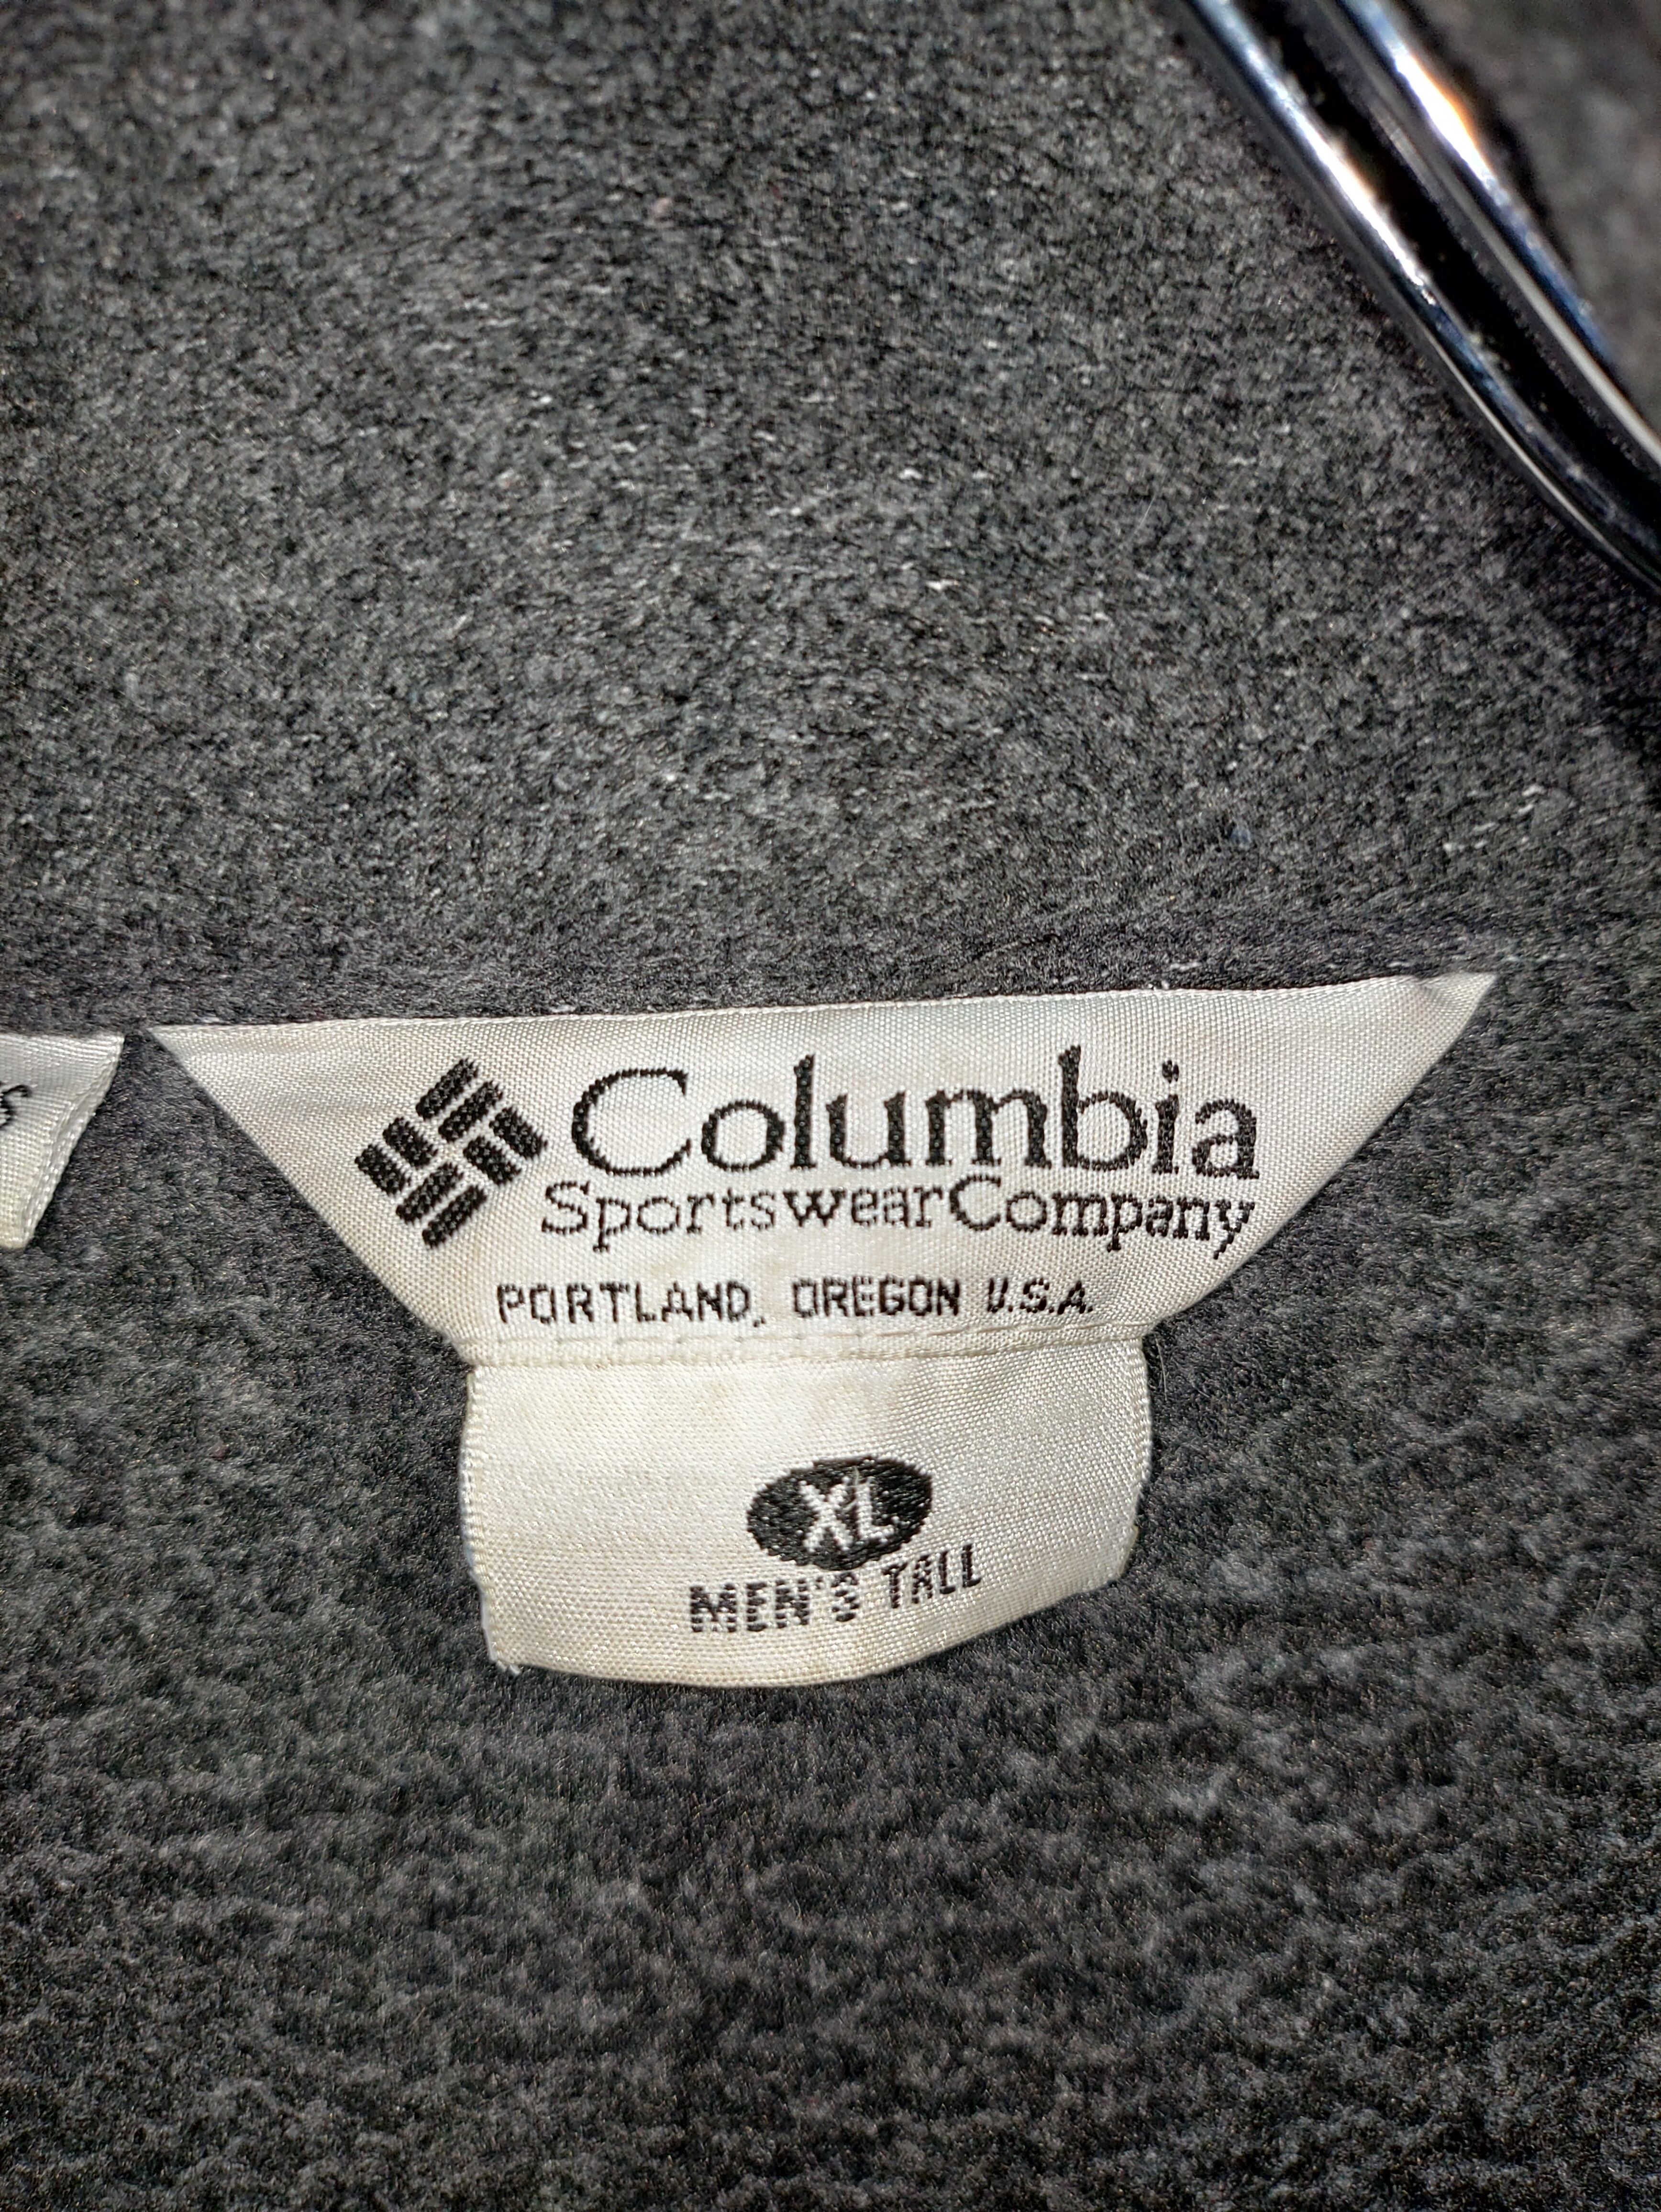 Columbia
SportswearCompany
PORTLAND, OREGON U.S.A.
XL
MEN'S TALL